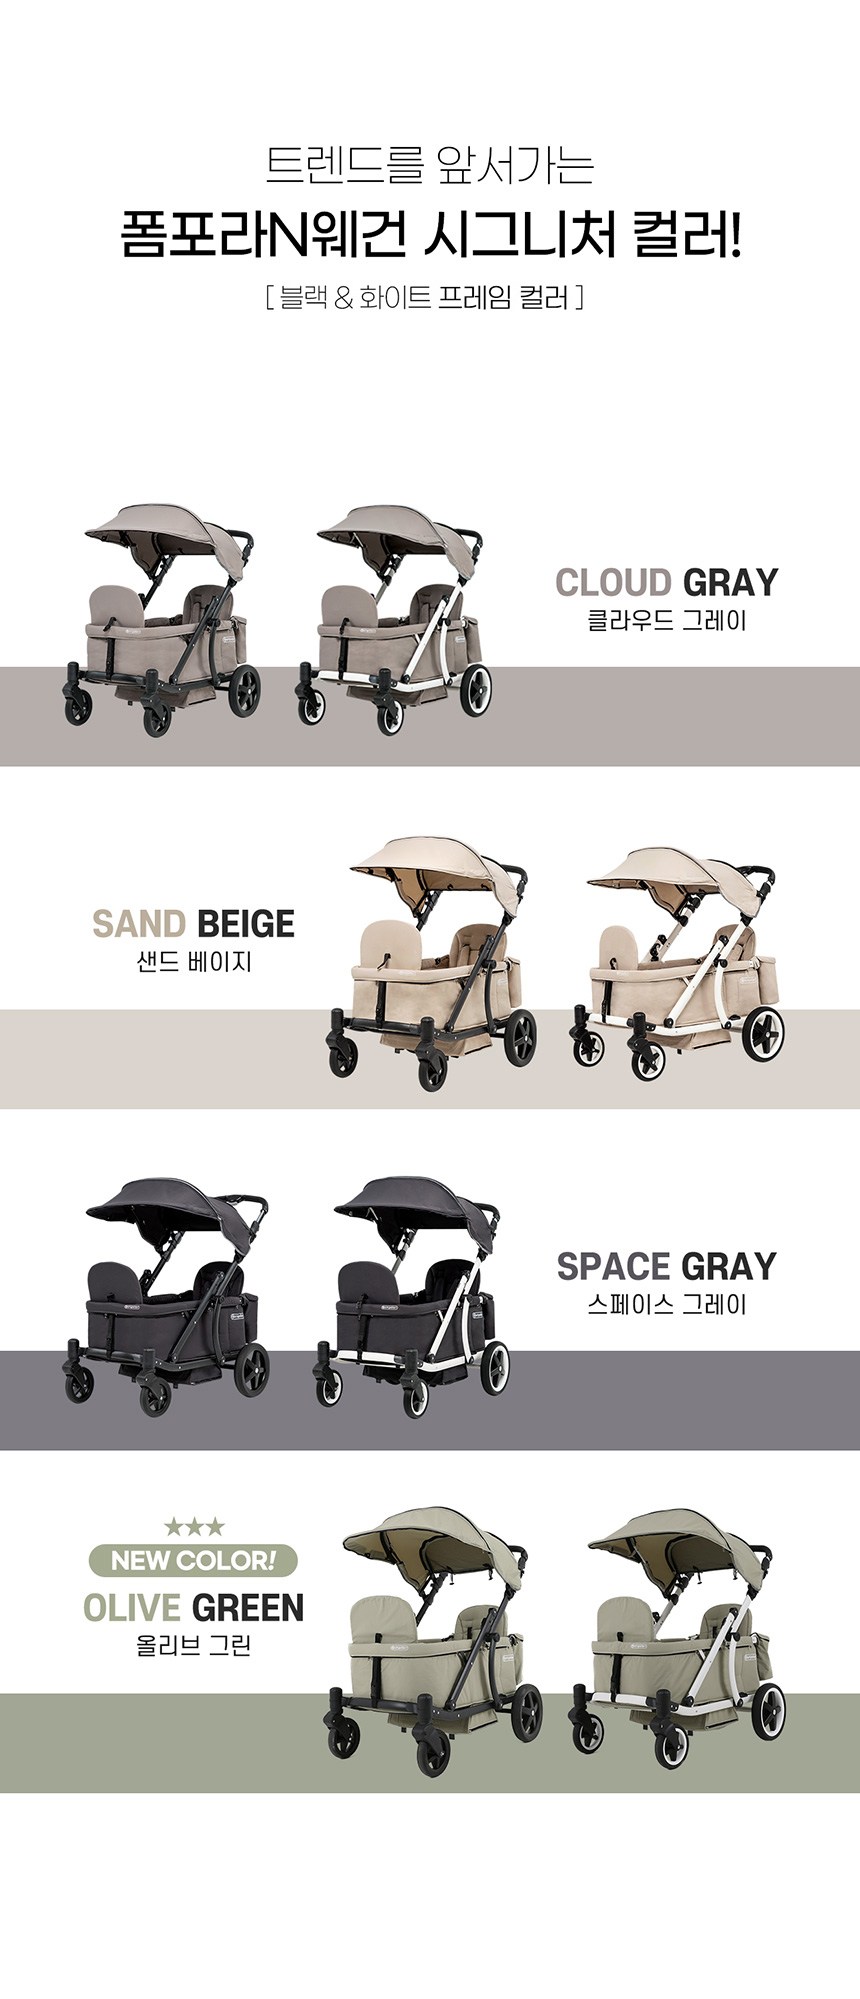 트렌드를 앞서가는
폼포라N웨건 시그니처 컬러!
[ 블랙 & 화이트 프레임 컬러 ]
CLOUD GRAY
클라우드 그레이
SAND BEIGE
샌드 베이지
SPACE GRAY
스페이스 그레이
★★★
NEW COLOR!
OLIVE GREEN
올리브 그린